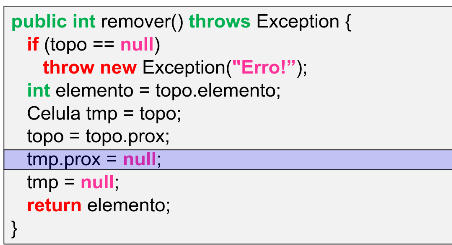 public int remover() throws Exception {
if (topo == null)
throw new Exception("Erro!”);
int elemento = topo.elemento;
Celula tmp = topo;
topo = topo.prox;
tmp.prox = null;
tmp = null;
return elemento;
}